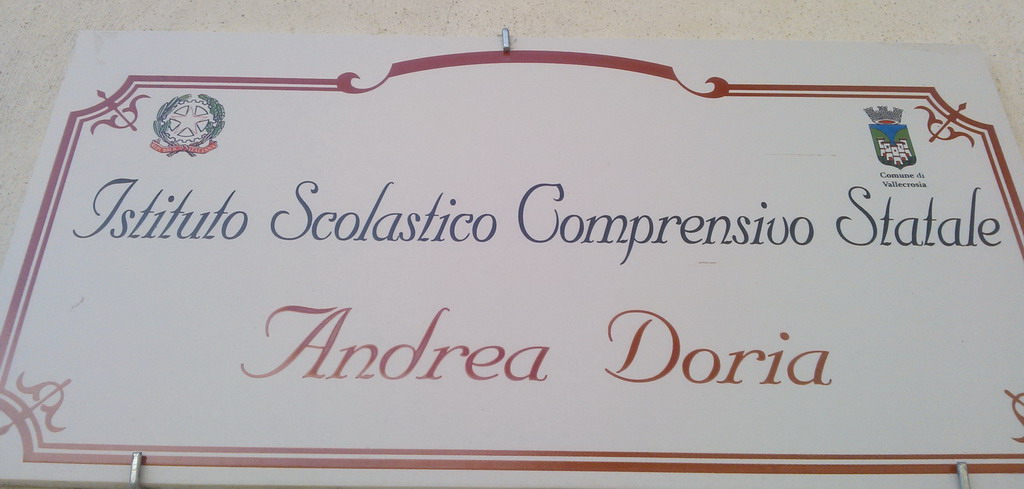 Comune di
Vallecrosia
Istituto Scolastico Comprensivo Statale
Andrea Doria